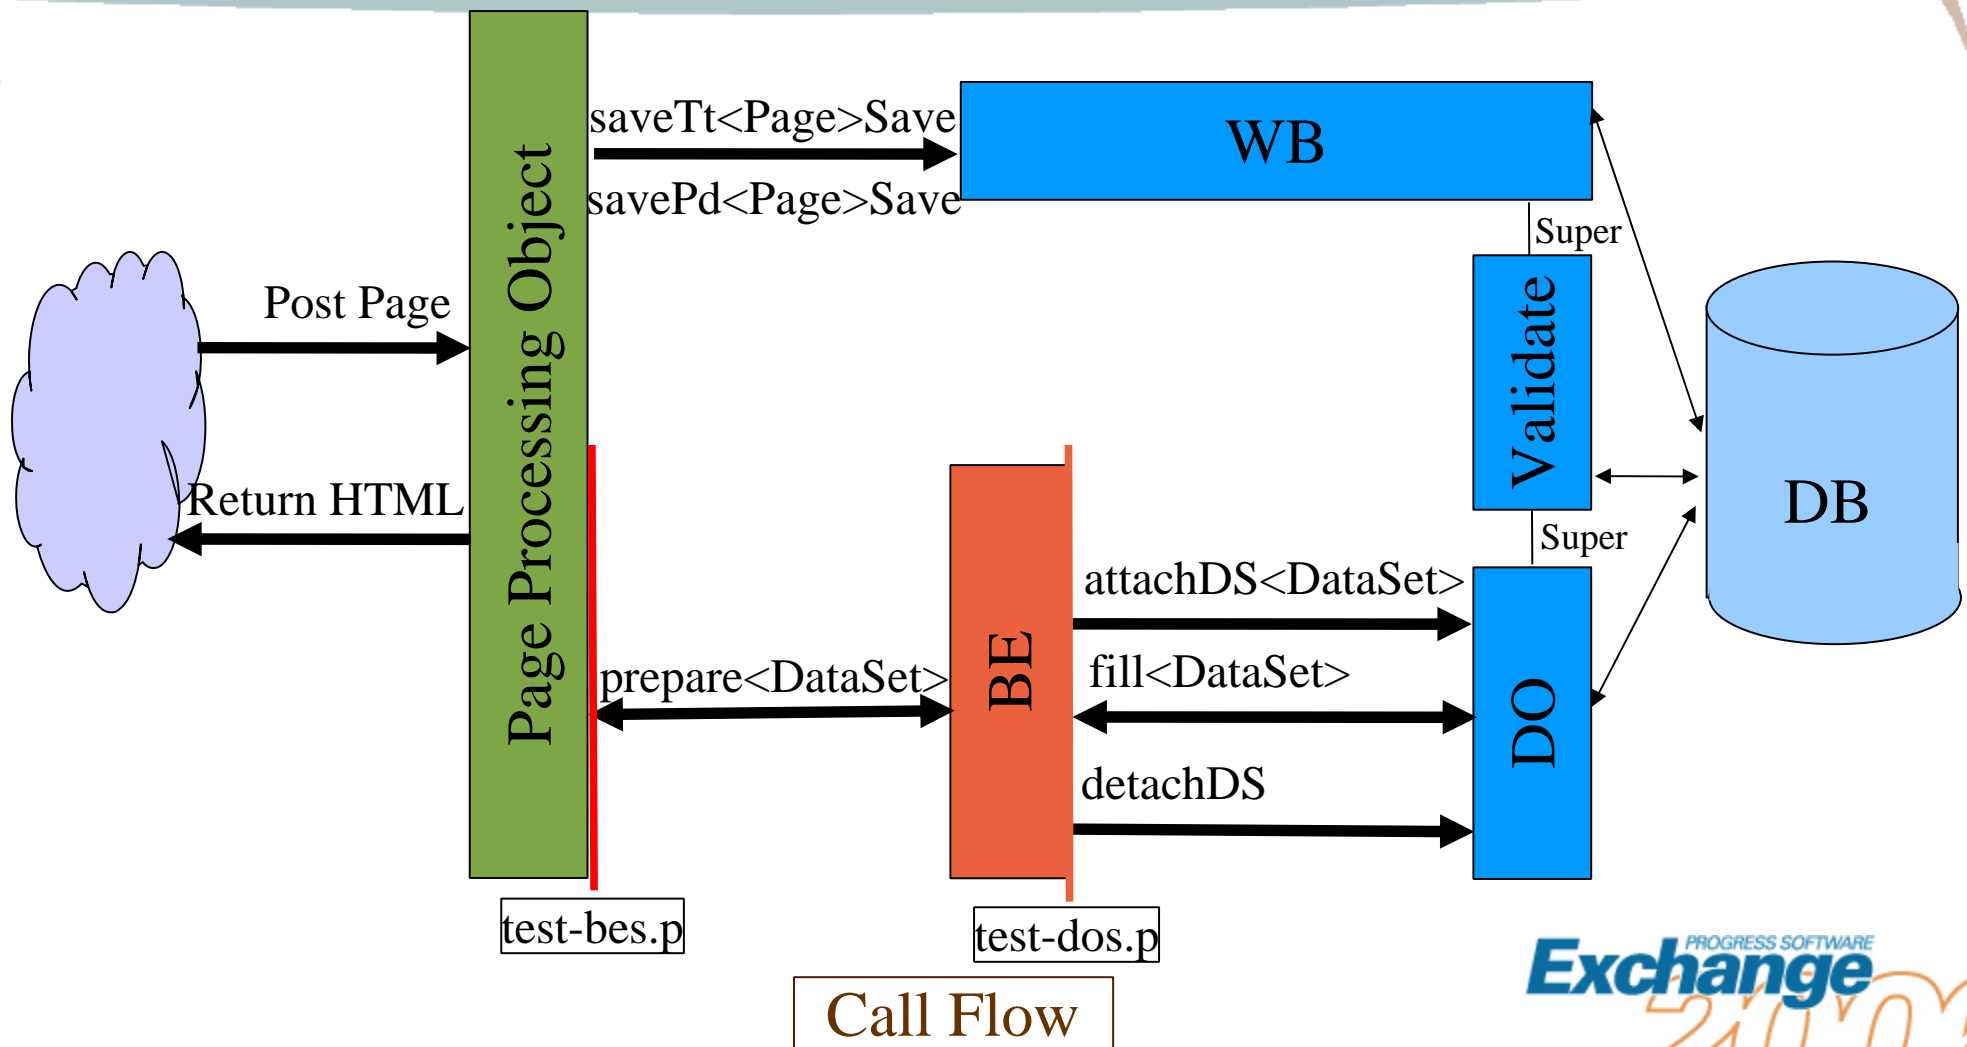 saveTt<Page>Save
WB
savePd<Page>Save
Super
Post Page
Page Processing Object
Validate
Return HTML
DB
Super
attachDS<DataSet>
prepare<DataSet>
BE
fill<DataSet>
DO
detachDS
test-bes.p
test-dos.p
PROGRESS SOFTWARE
Exchange
Call Flow